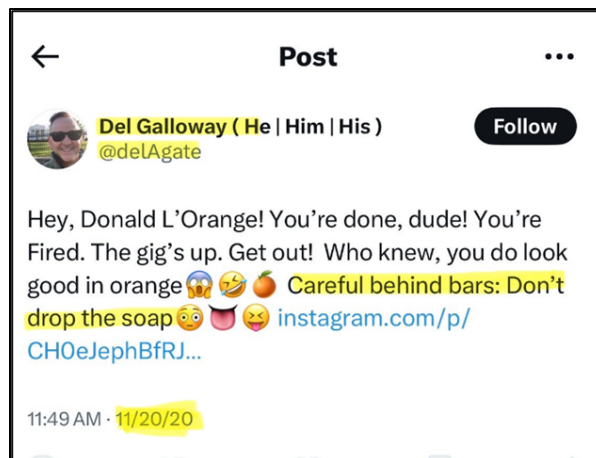 Post
Del Galloway ( He | Him | His )
@delAgate
Follow
Hey, Donald L’Orange! You’re done, dude! You’re
Fired. The gig’s up. Get out!  Who knew, you do look
good in orange😱 🤣 🍊 Careful behind bars: Don’t
drop the soap😳 👅 😝 instagram.com/p/
CH0eJephBfRJ...
11:49 AM · 11/20/20